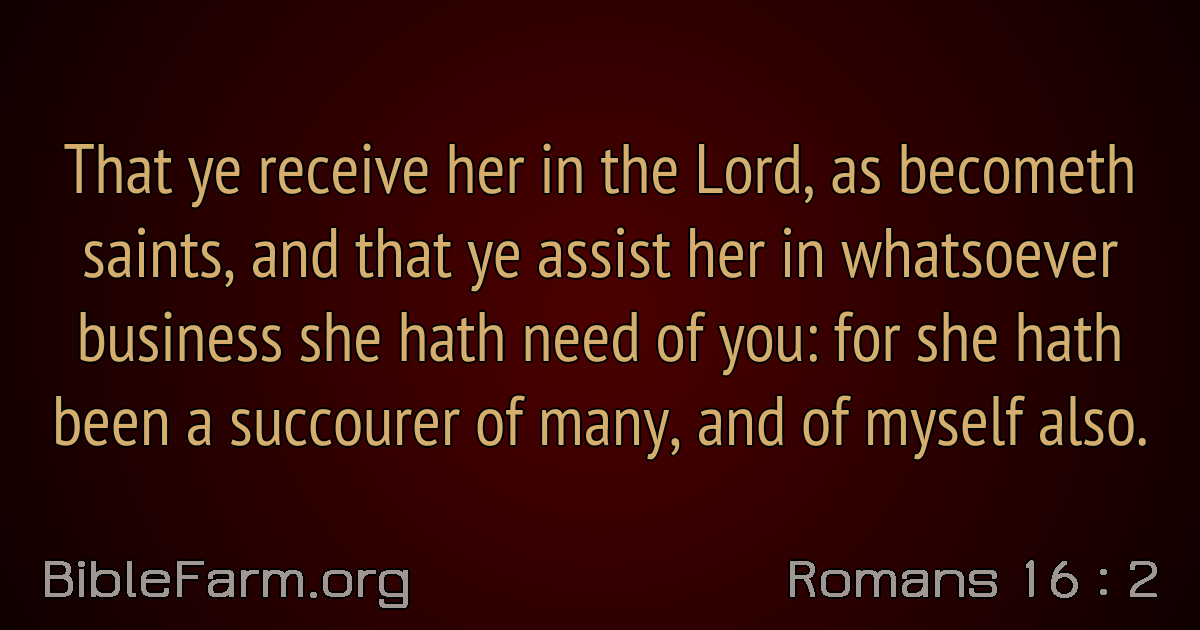 That ye receive her in the Lord, as becometh
saints, and that ye assist her in whatsoever
business she hath need of you: for she hath
been a succourer of many, and of myself also.
BibleFarm.org
Romans 16 : 2